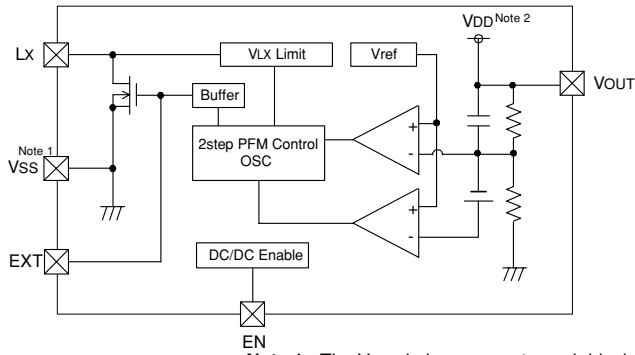 VDD Note 2
LX
VLX Limit
Vref
VOUT
Buffer
Note 1
VSS
2step PFM Control
OSC
+
-
+
-
EXT
DC/DC Enable
EN